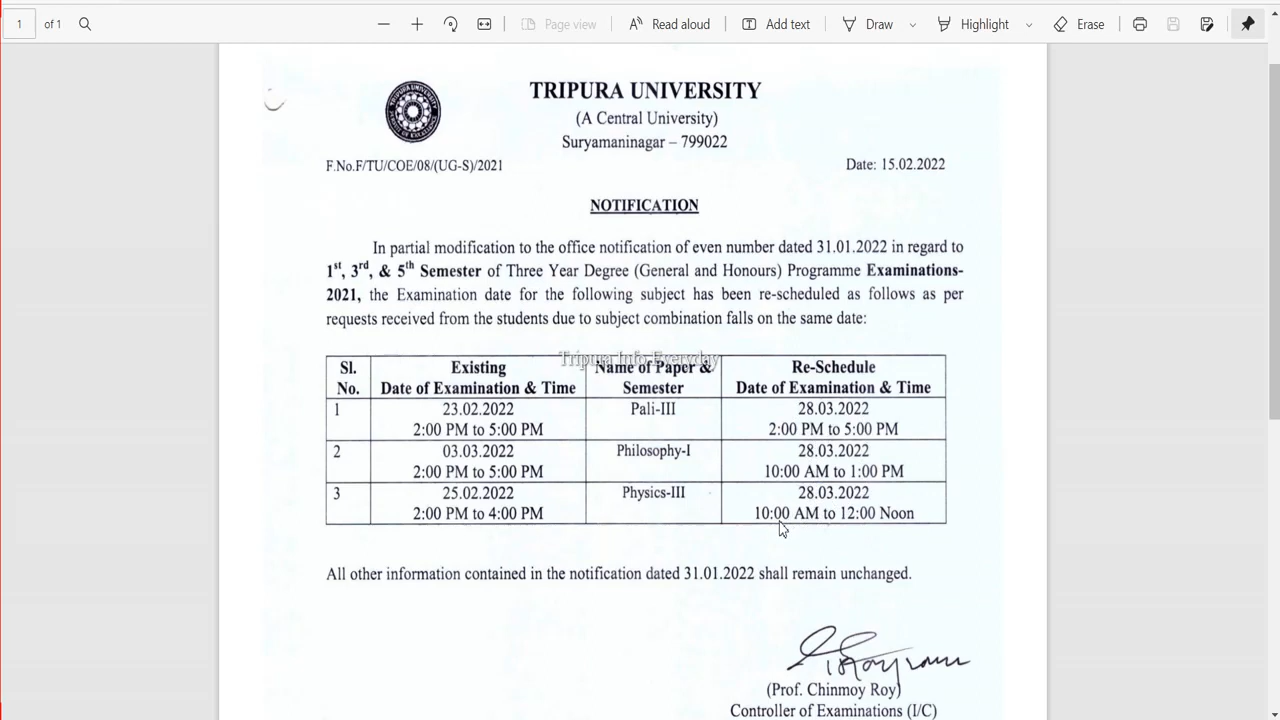 1 of 1 Page view Read aloud Add text Draw Highlight Erase
TRIPURA UNIVERSITY
(A Central University)
Suryamaninagar – 799022
F.No.F/TU/COE/08/(UG-S)/2021 Date: 15.02.2022
NOTIFICATION
In partial modification to the office notification of even number dated 31.01.2022 in regard to
1st, 3rd, & 5th Semester of Three Year Degree (General and Honours) Programme Examinations-
2021, the Examination date for the following subject has been re-scheduled as follows as per
requests received from the students due to subject combination falls on the same date:
Tripura Info Everyday
Sl. Existing Name of Paper & Re-Schedule
No. Date of Examination & Time Semester Date of Examination & Time
1 23.02.2022 Pali-III 28.03.2022
2:00 PM to 5:00 PM 2:00 PM to 5:00 PM
2 03.03.2022 Philosophy-I 28.03.2022
2:00 PM to 5:00 PM 10:00 AM to 1:00 PM
3 25.02.2022 Physics-III 28.03.2022
2:00 PM to 4:00 PM 10:00 AM to 12:00 Noon
All other information contained in the notification dated 31.01.2022 shall remain unchanged.
(Prof. Chinmoy Roy)
Controller of Examinations (I/C)